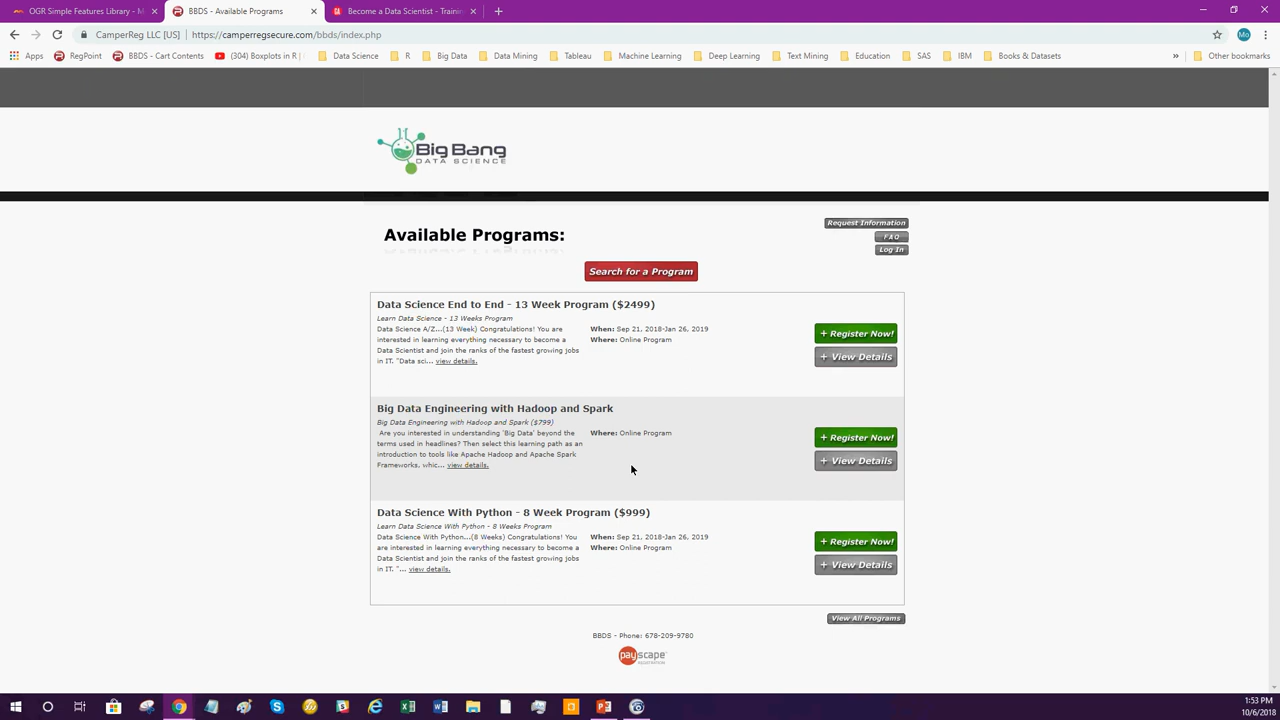 OGR Simple Features Library - M
BBDS - Available Programs
Become a Data Scientist - Trainin
CamperReg LLC [US] | https://camperregsecure.com/bbds/index.php
Mo
Apps RegPoint BBDS - Cart Contents (304) Boxplots in R | Data Science R Big Data Data Mining Tableau Machine Learning Deep Learning Text Mining Education SAS IBM Books & Datasets » Other bookmarks
Big Bang
DATA SCIENCE
Request Information
Available Programs:
FAQ
Log In
Search for a Program
Data Science End to End - 13 Week Program ($2499)
Learn Data Science - 13 Weeks Program
Data Science A/Z...(13 Week) Congratulations! You are
interested in learning everything necessary to become a
Data Scientist and join the ranks of the fastest growing jobs
in IT. "Data sci... view details.
When: Sep 21, 2018-Jan 26, 2019
Where: Online Program
+ Register Now!
+ View Details
Big Data Engineering with Hadoop and Spark
Big Data Engineering with Hadoop and Spark ($799)
Are you interested in understanding 'Big Data' beyond the
terms used in headlines? Then select this learning path as an
introduction to tools like Apache Hadoop and Apache Spark
Frameworks, whic... view details.
Where: Online Program
+ Register Now!
+ View Details
Data Science With Python - 8 Week Program ($999)
Learn Data Science With Python - 8 Weeks Program
Data Science With Python...(8 Weeks) Congratulations! You
are interested in learning everything necessary to become a
Data Scientist and join the ranks of the fastest growing jobs
in IT. "... view details.
When: Sep 21, 2018-Jan 26, 2019
Where: Online Program
+ Register Now!
+ View Details
View All Programs
BBDS - Phone: 678-209-9780
payscape
REGISTRATION
1:53 PM
10/6/2018